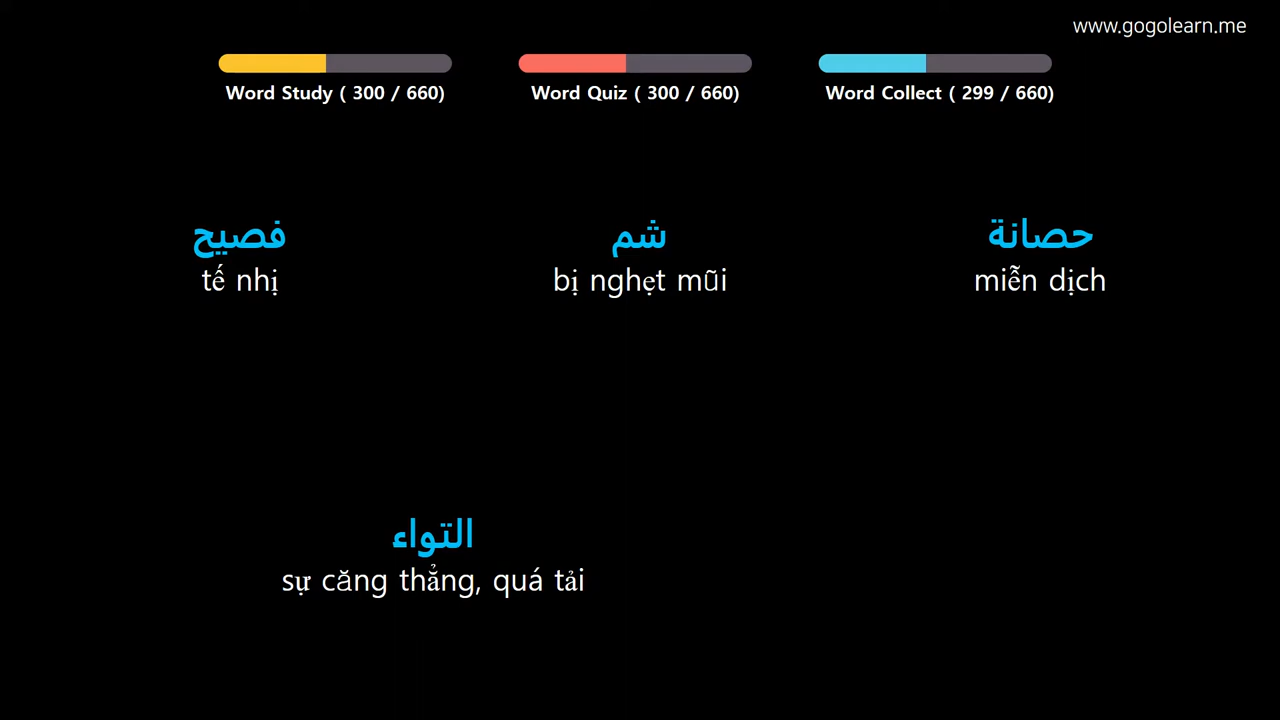 www.gogolearn.me
Word Study ( 300 / 660)
Word Quiz ( 300 / 660)
Word Collect ( 299 / 660)
فصيح
tế nhị
شم
bị nghẹt mũi
حصانة
miễn dịch
التواء
sự căng thẳng, quá tải